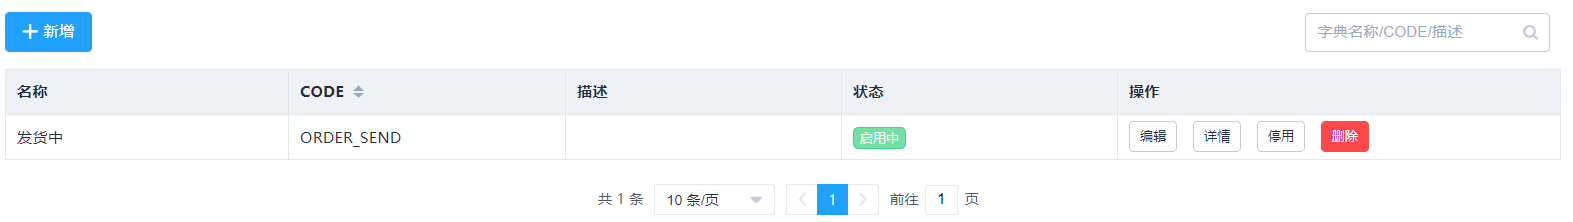 新增 字典名称/CODE/描述
名称 CODE 描述 状态 操作
发货中 ORDER_SEND 启用中 编辑 详情 停用 删除
共 1 条 10 条/页 1 前往 1 页